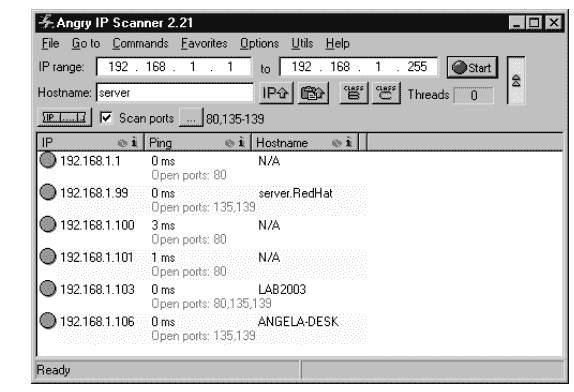 Angry IP Scanner 2.21
File Go to Commands Favorites Options Utils Help
IP range: 192 . 168 . 1 . 1 to 192 . 168 . 1 . 255 Start
Hostname: server IP CLASS B CLASS C Threads 0
IP Scan ports ... 80,135-139
IP Ping Hostname
192.168.1.1 0 ms N/A
Open ports: 80
192.168.1.99 0 ms server.RedHat
Open ports: 135,139
192.168.1.100 3 ms N/A
Open ports: 80
192.168.1.101 1 ms N/A
Open ports: 80
192.168.1.103 0 ms LAB2003
Open ports: 80,135,139
192.168.1.106 0 ms ANGELA-DESK
Open ports: 135,139
Ready